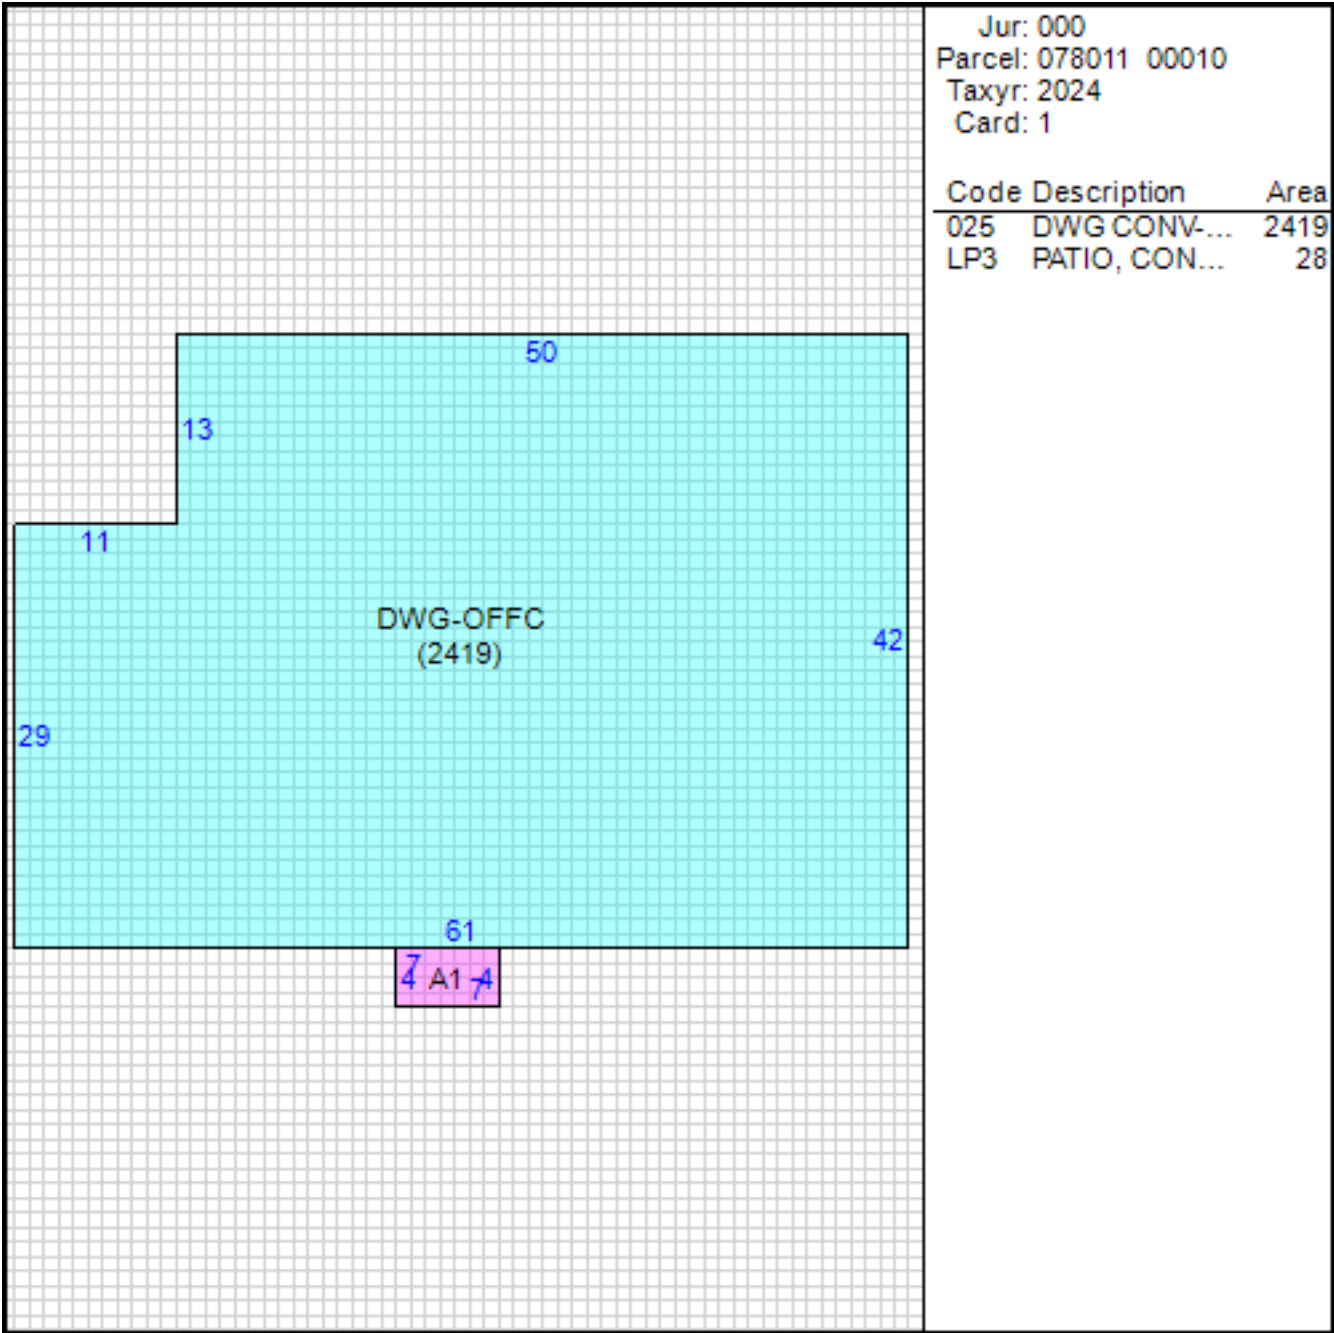 Jur: 000
Parcel: 078011 00010
Taxyr: 2024
Card: 1
Code Description Area
025 DWG CONV-... 2419
LP3 PATIO, CON... 28
50
13
11
DWG-OFFC
(2419)
42
29
61
7
4 A1 4
7